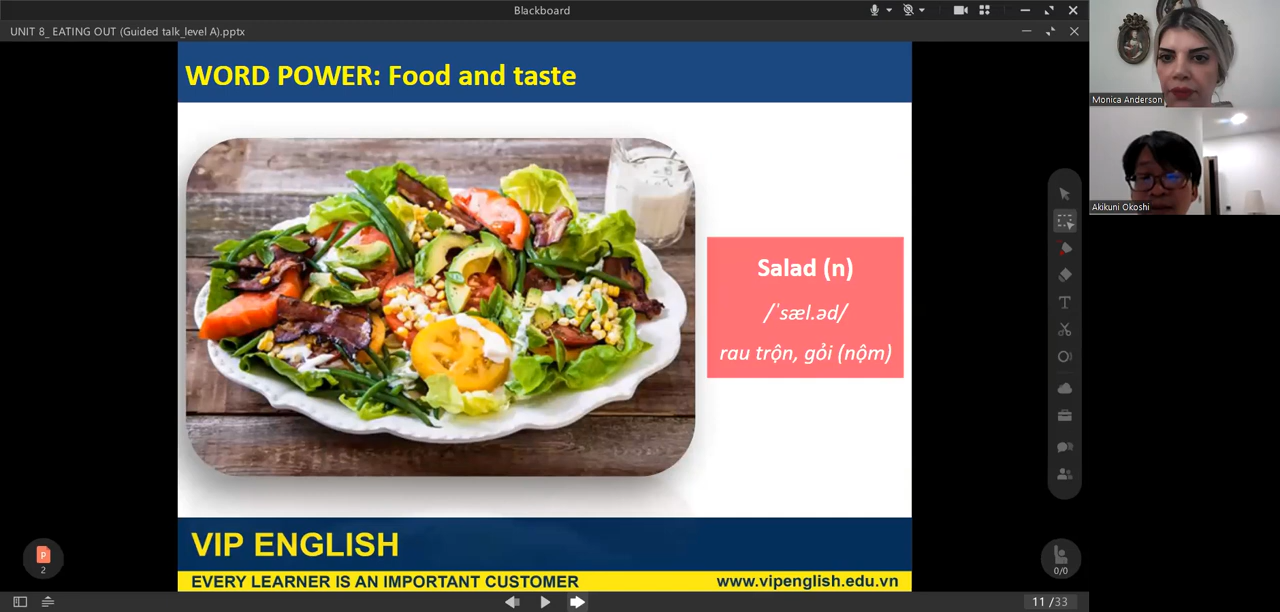 Blackboard
UNIT 8_ EATING OUT (Guided talk_level A).pptx
WORD POWER: Food and taste
Salad (n)
/ˈsæl.əd/
rau trộn, gỏi (nộm)
VIP ENGLISH
EVERY LEARNER IS AN IMPORTANT CUSTOMER
www.vipenglish.edu.vn
Monica Anderson
Akikuni Okoshi
P
2
T
0/0
11 /33